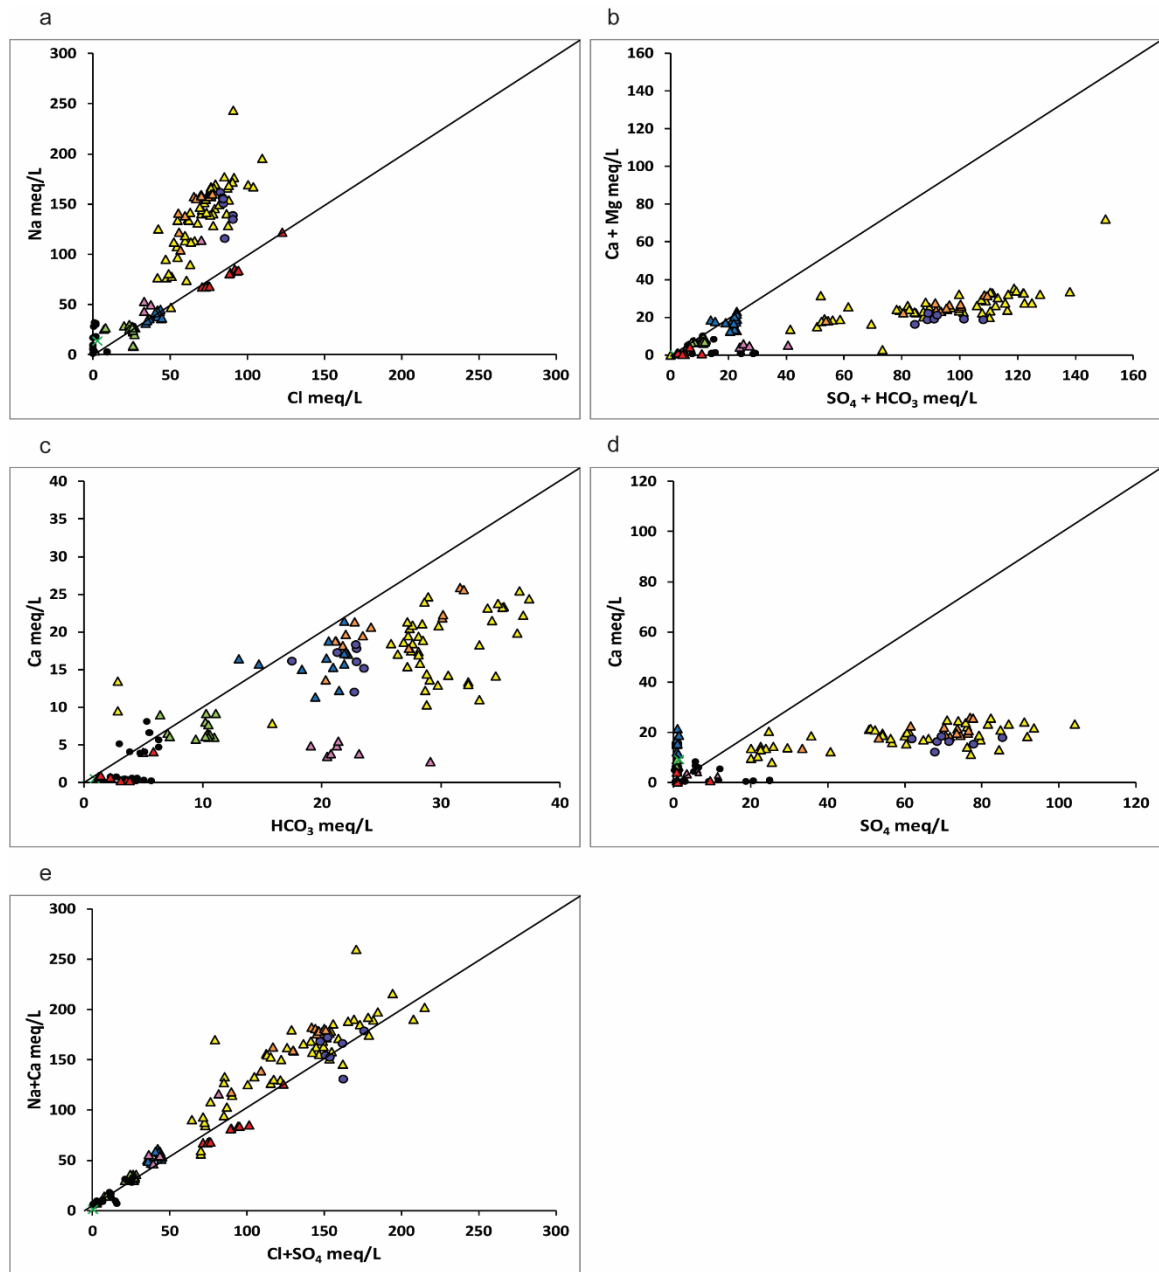 a
300
250
200
150
100
50
0
Na meq/L
0 50 100 150 200 250 300
Cl meq/L
b
160
140
120
100
80
60
40
20
0
Ca + Mg meq/L
0 20 40 60 80 100 120 140 160
SO₄ + HCO₃ meq/L
c
40
35
30
25
20
15
10
5
0
Ca meq/L
0 10 20 30 40
HCO₃ meq/L
d
120
100
80
60
40
20
0
Ca meq/L
0 20 40 60 80 100 120
SO₄ meq/L
e
300
250
200
150
100
50
0
Na+Ca meq/L
0 50 100 150 200 250 300
Cl+SO₄ meq/L